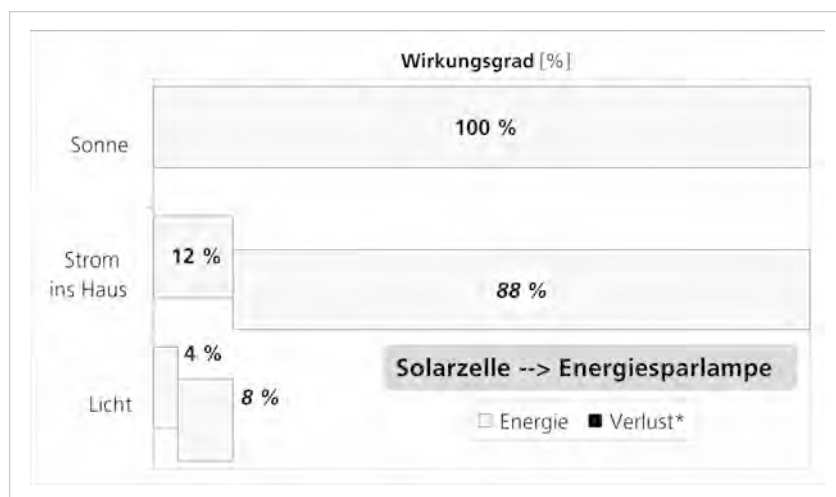 Wirkungsgrad [%]
Sonne
100 %
Strom
ins Haus
12 %
88 %
Licht
4 %
8 %
Solarzelle --> Energiesparlampe
Energie
Verlust*